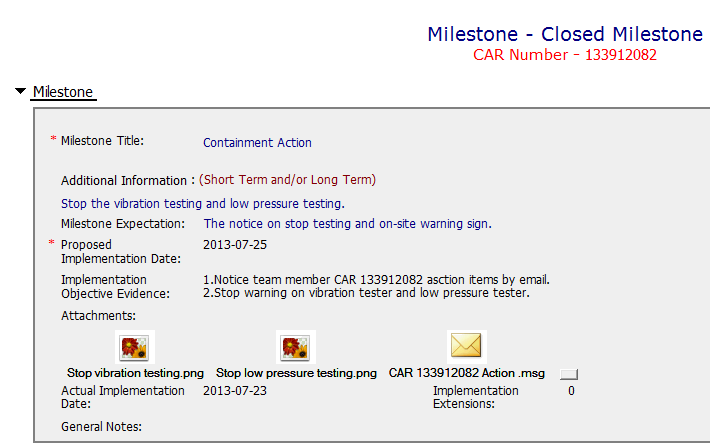 Milestone - Closed Milestone
CAR Number - 133912082
Milestone
* Milestone Title: Containment Action
Additional Information : (Short Term and/or Long Term)
Stop the vibration testing and low pressure testing.
Milestone Expectation: The notice on stop testing and on-site warning sign.
* Proposed 2013-07-25
Implementation Date:
Implementation 1.Notice team member CAR 133912082 asction items by email.
Objective Evidence: 2.Stop warning on vibration tester and low pressure tester.
Attachments:
Stop vibration testing.png Stop low pressure testing.png CAR 133912082 Action .msg
Actual Implementation 2013-07-23 Implementation 0
Date: Extensions:
General Notes: